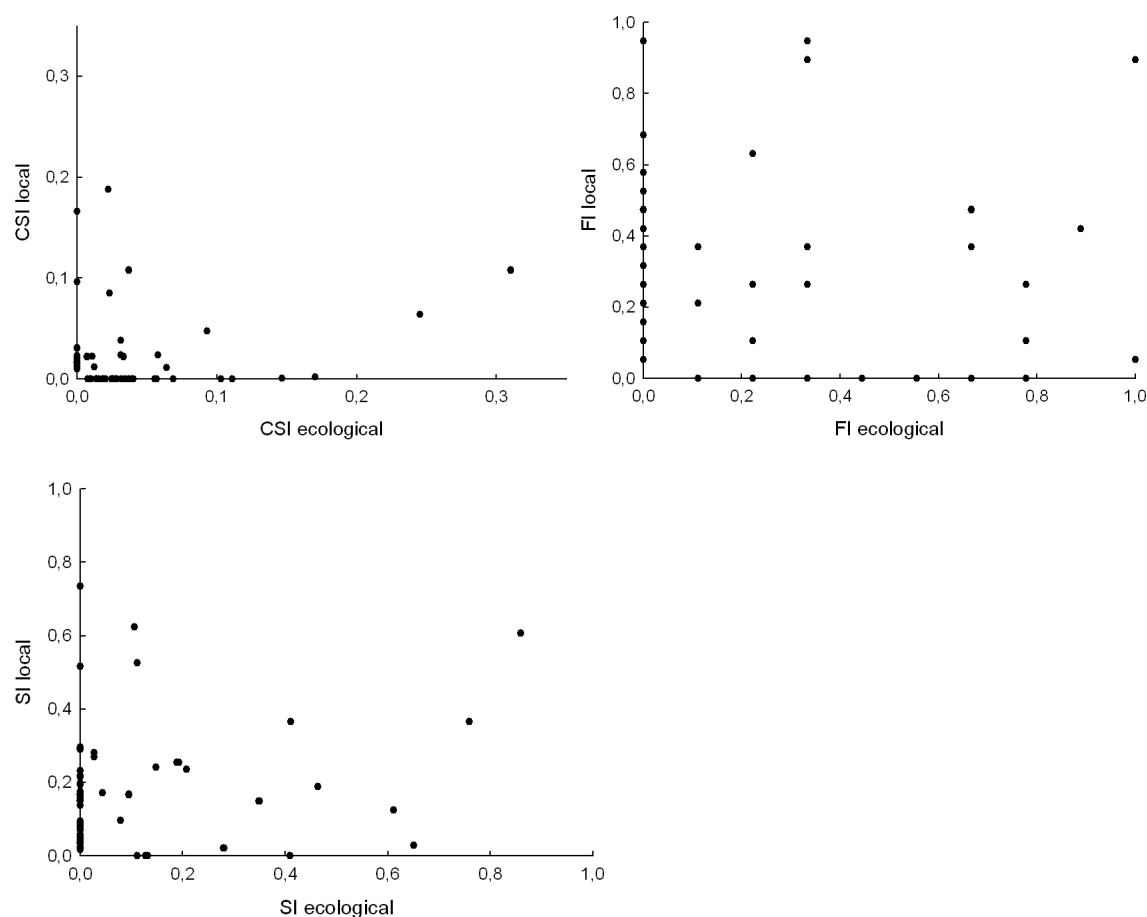 CSI local
0,3
0,2
0,1
0,0
0,0 0,1 0,2 0,3
CSI ecological
FI local
1,0
0,8
0,6
0,4
0,2
0,0
0,0 0,2 0,4 0,6 0,8 1,0
FI ecological
SI local
1,0
0,8
0,6
0,4
0,2
0,0
0,0 0,2 0,4 0,6 0,8 1,0
SI ecological